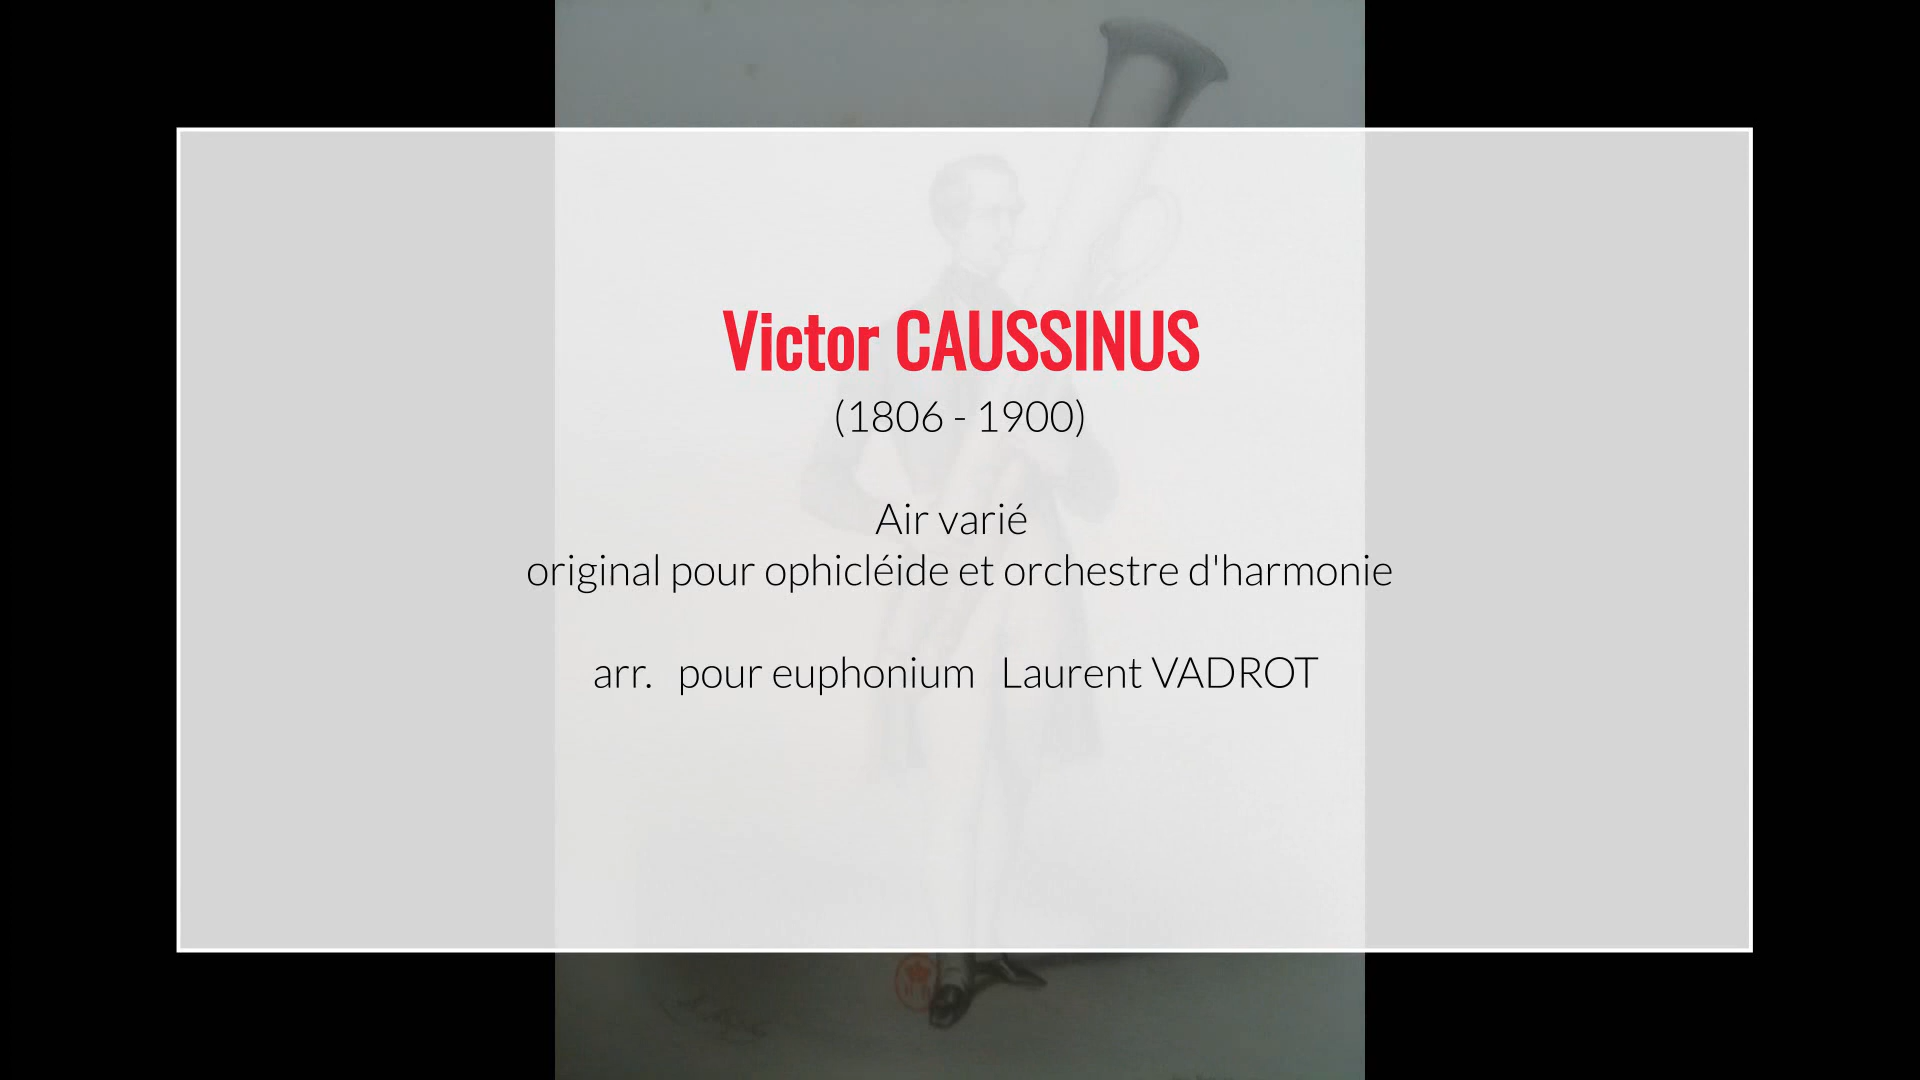 Victor CAUSSINUS
(1806 - 1900)
Air varié
original pour ophicléide et orchestre d'harmonie
arr. pour euphonium Laurent VADROT